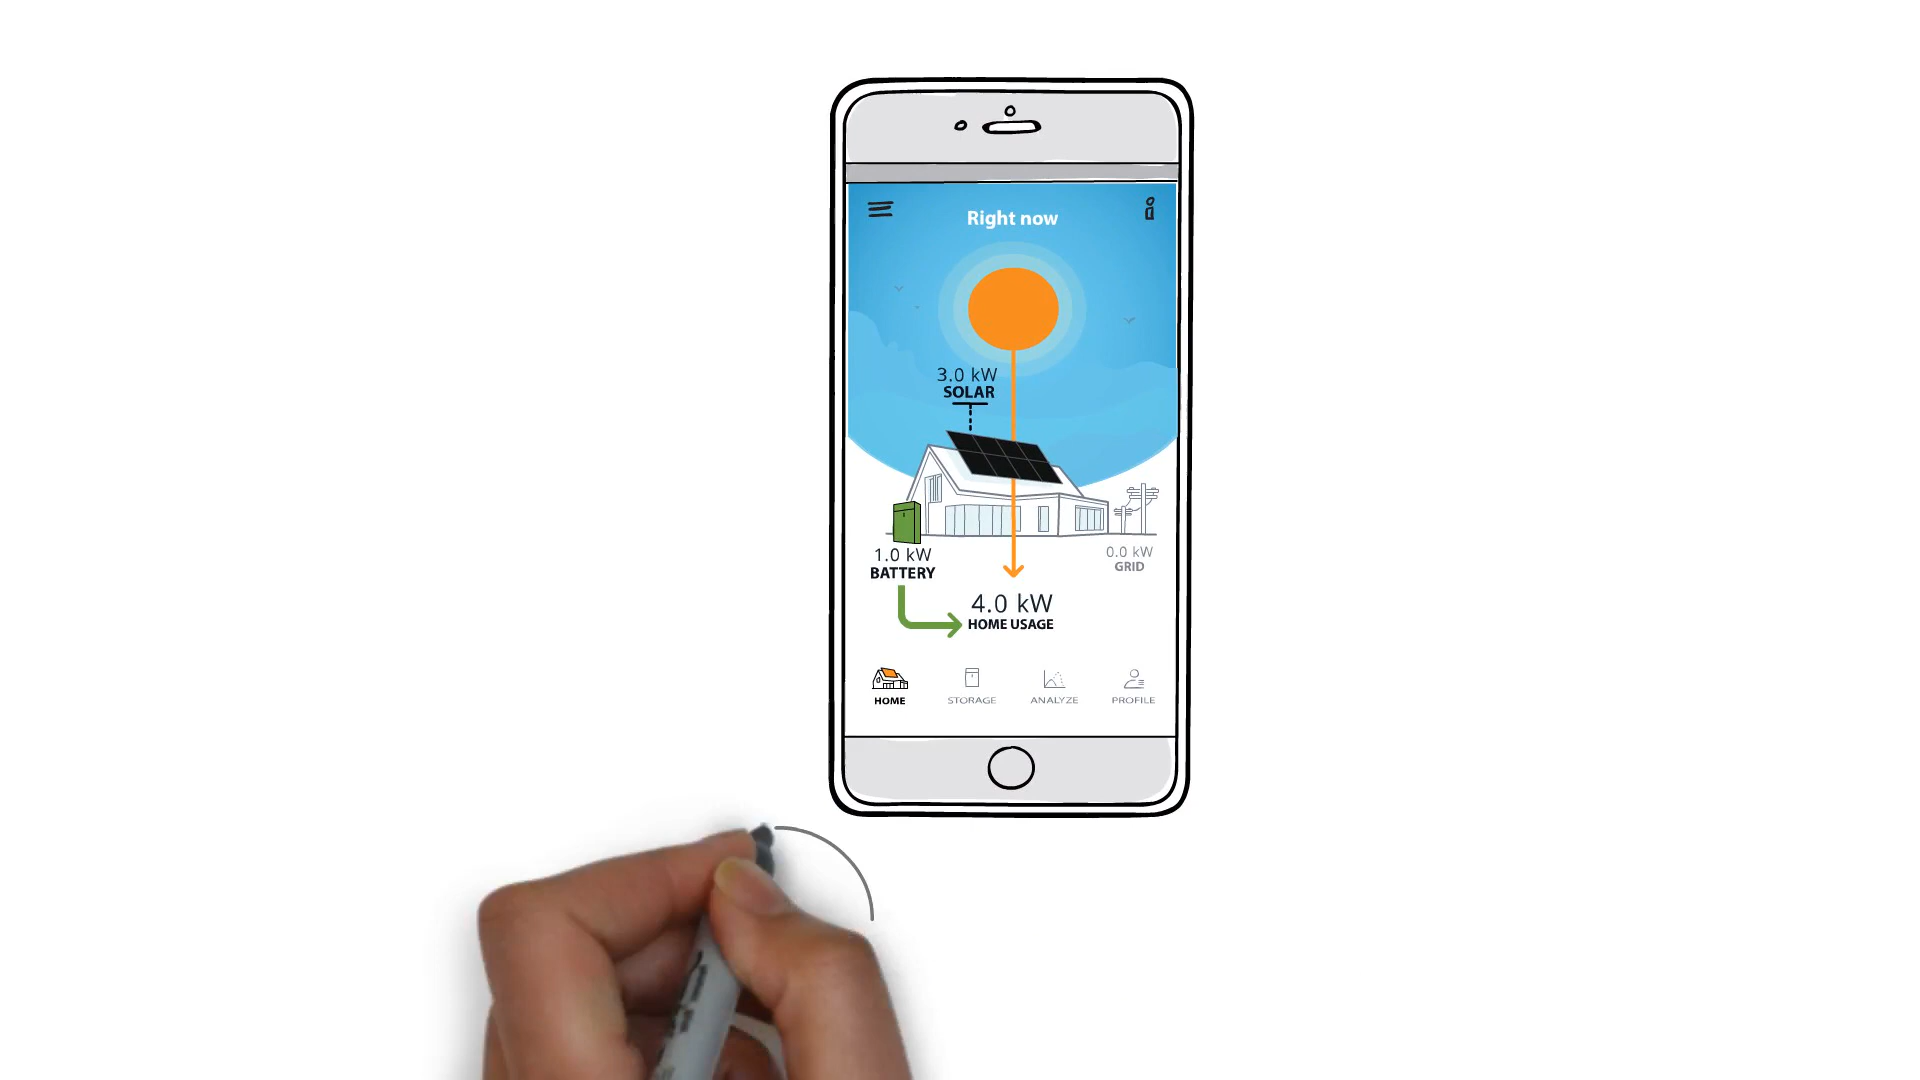 Right now
3.0 kW
SOLAR
1.0 kW
BATTERY
0.0 kW
GRID
4.0 kW
HOME USAGE
HOME
STORAGE
ANALYZE
PROFILE